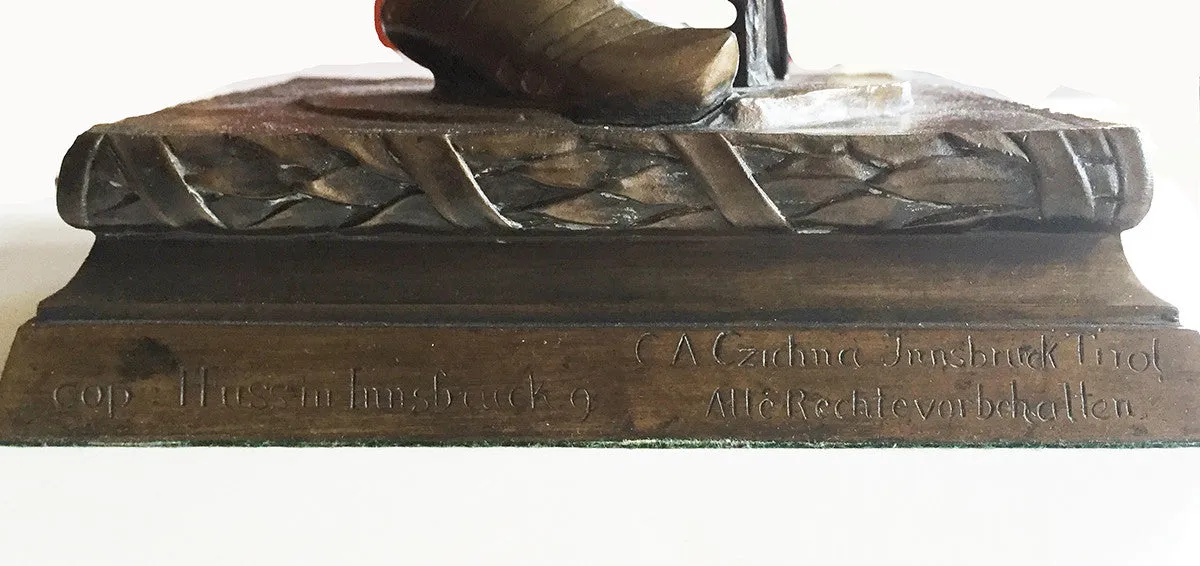 cop: Huss in Innsbruck 9
C A Czichna Innsbruck Tirol
Alle Rechte vorbehalten